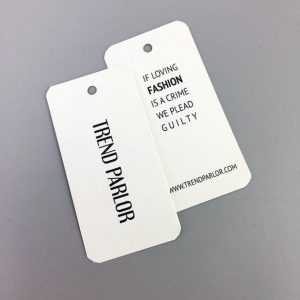 TREND PARLOR
IF LOVING
FASHION
IS A CRIME
WE PLEAD
GUILTY
WWW.TRENDPARLOR.COM